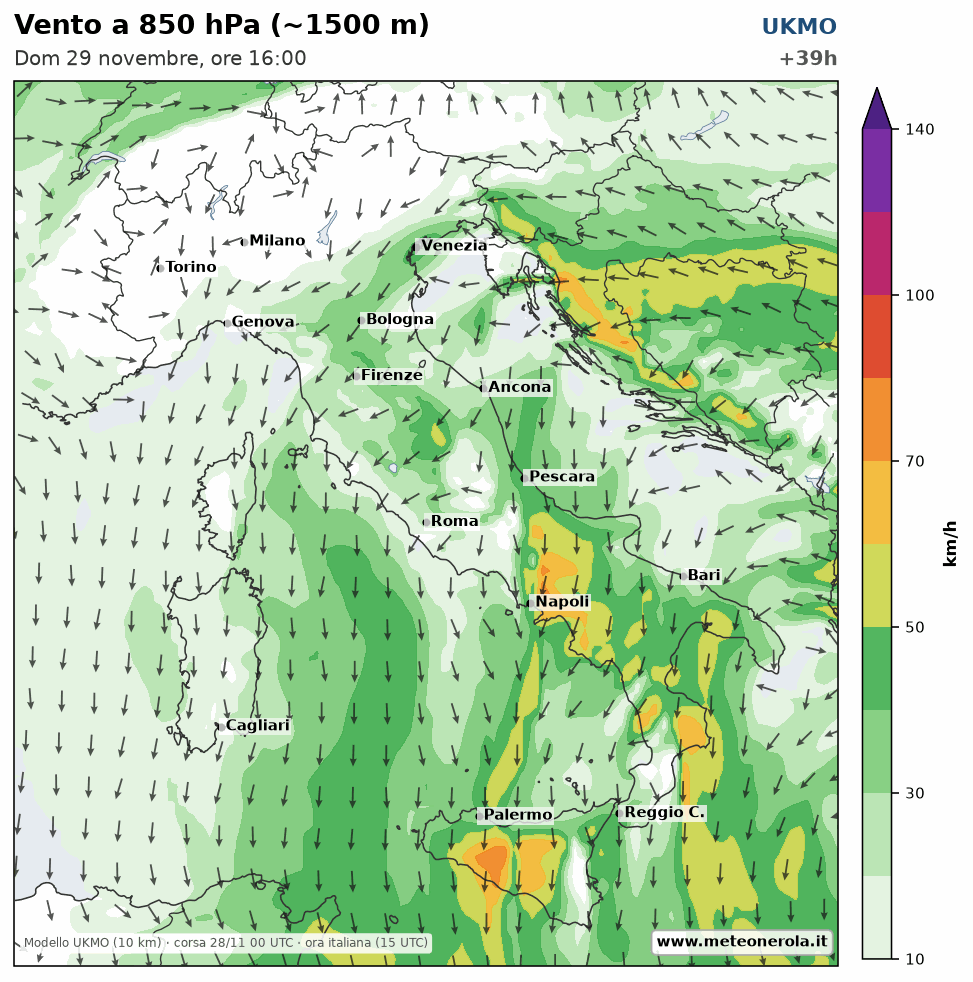 Vento a 850 hPa (~1500 m)
UKMO
Dom 29 novembre, ore 16:00
+39h
140
100
70
50
30
10
km/h
Venezia
Milano
Torino
Genova
Bologna
Firenze
Ancona
Pescara
Roma
Bari
Napoli
Cagliari
Palermo
Reggio C.
Modello UKMO (10 km) · corsa 28/11 00 UTC · ora italiana (15 UTC)
www.meteonerola.it